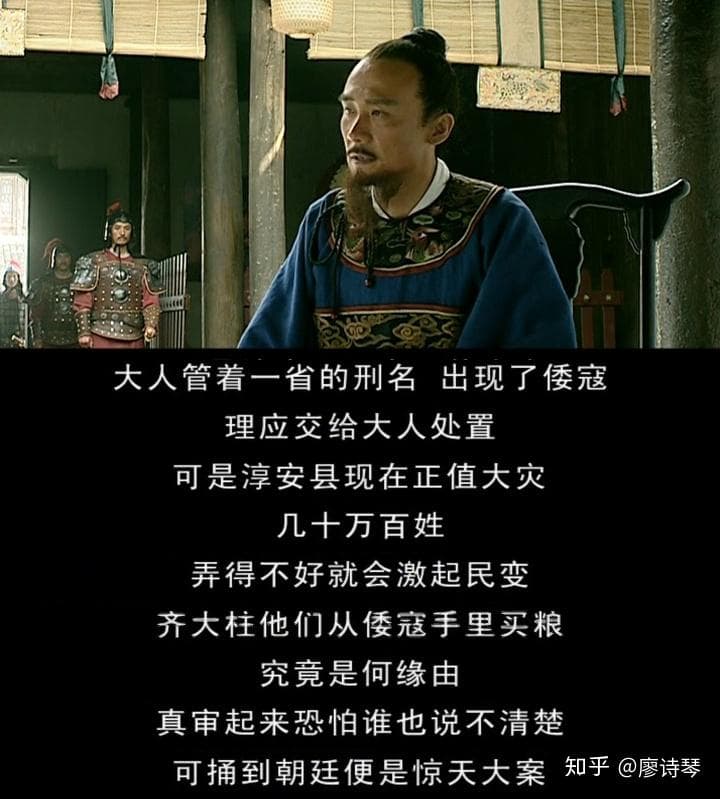 大人管着一省的刑名 出现了倭寇
理应交给大人处置
可是淳安县现在正值大灾
几十万百姓
弄得不好就会激起民变
齐大柱他们从倭寇手里买粮
究竟是何缘由
真审起来恐怕谁也说不清楚
可捅到朝廷便是惊天大案
知乎 @廖诗琴